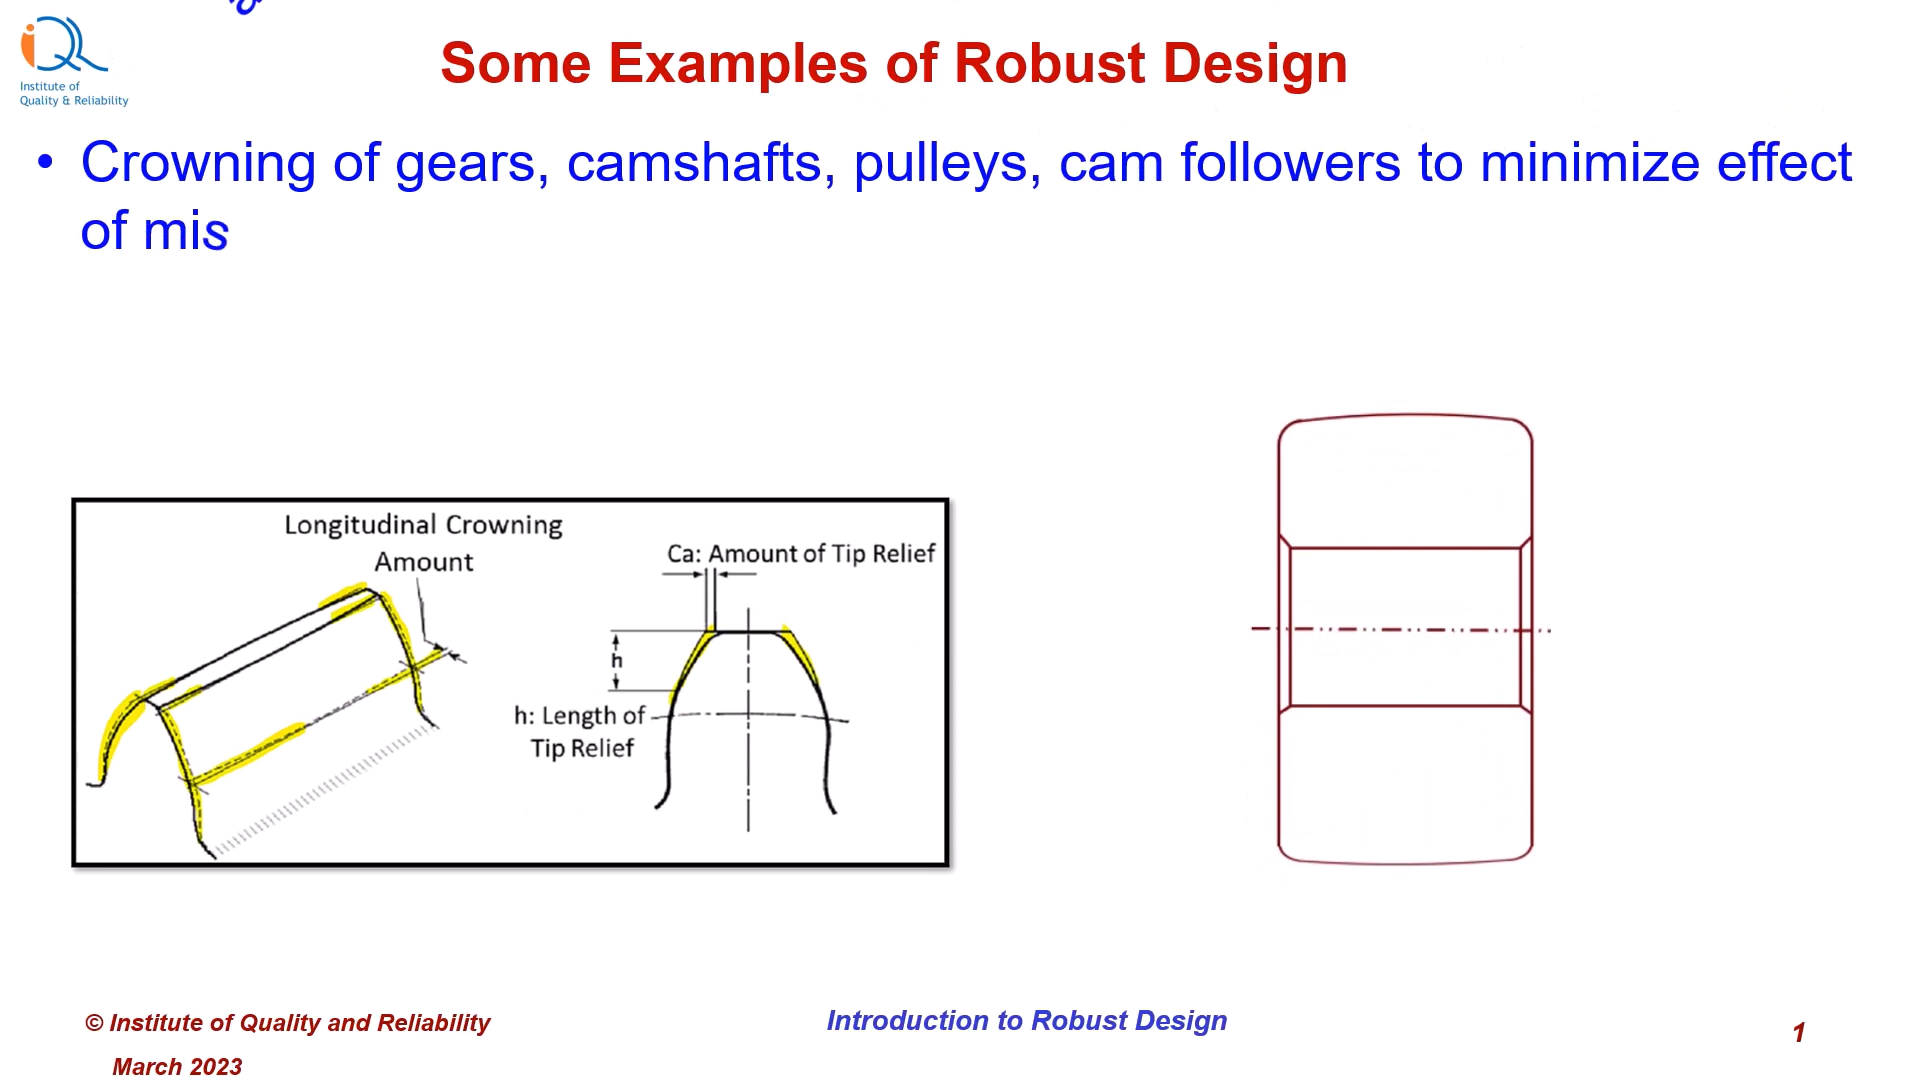 Institute of
Quality & Reliability
Some Examples of Robust Design
• Crowning of gears, camshafts, pulleys, cam followers to minimize effect
of mis
Longitudinal Crowning
Amount
Ca: Amount of Tip Relief
h
h: Length of
Tip Relief
© Institute of Quality and Reliability
March 2023
Introduction to Robust Design
1